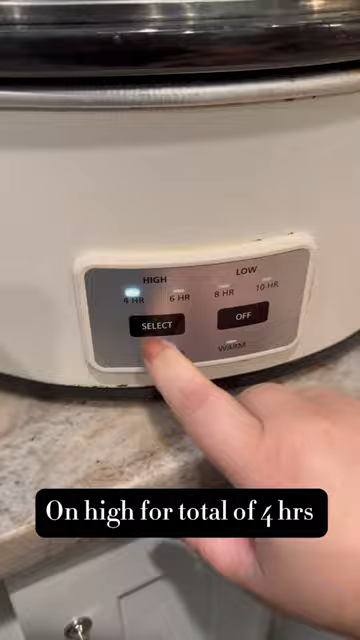 HIGH LOW
4 HR 6 HR 8 HR 10 HR
SELECT OFF
WARM
On high for total of 4 hrs